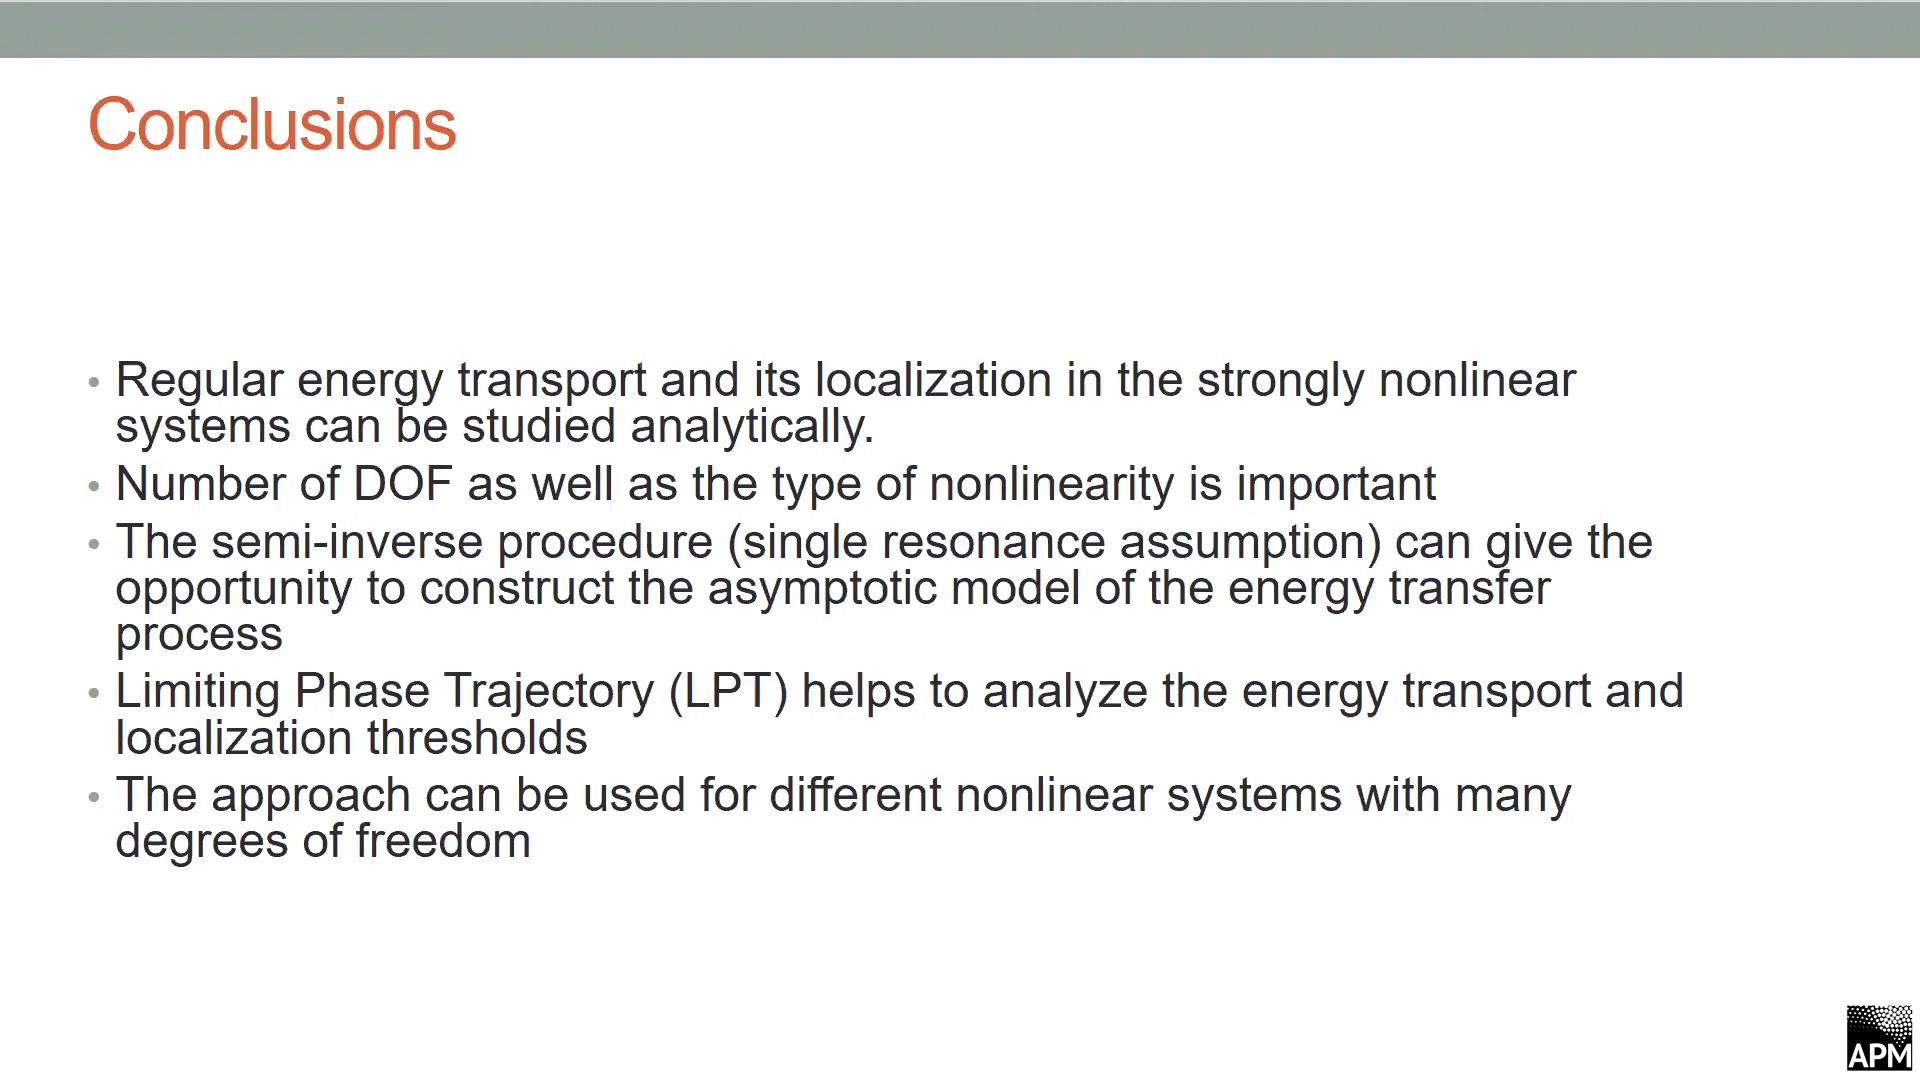 Conclusions
• Regular energy transport and its localization in the strongly nonlinear
systems can be studied analytically.
• Number of DOF as well as the type of nonlinearity is important
• The semi-inverse procedure (single resonance assumption) can give the
opportunity to construct the asymptotic model of the energy transfer
process
• Limiting Phase Trajectory (LPT) helps to analyze the energy transport and
localization thresholds
• The approach can be used for different nonlinear systems with many
degrees of freedom
APM